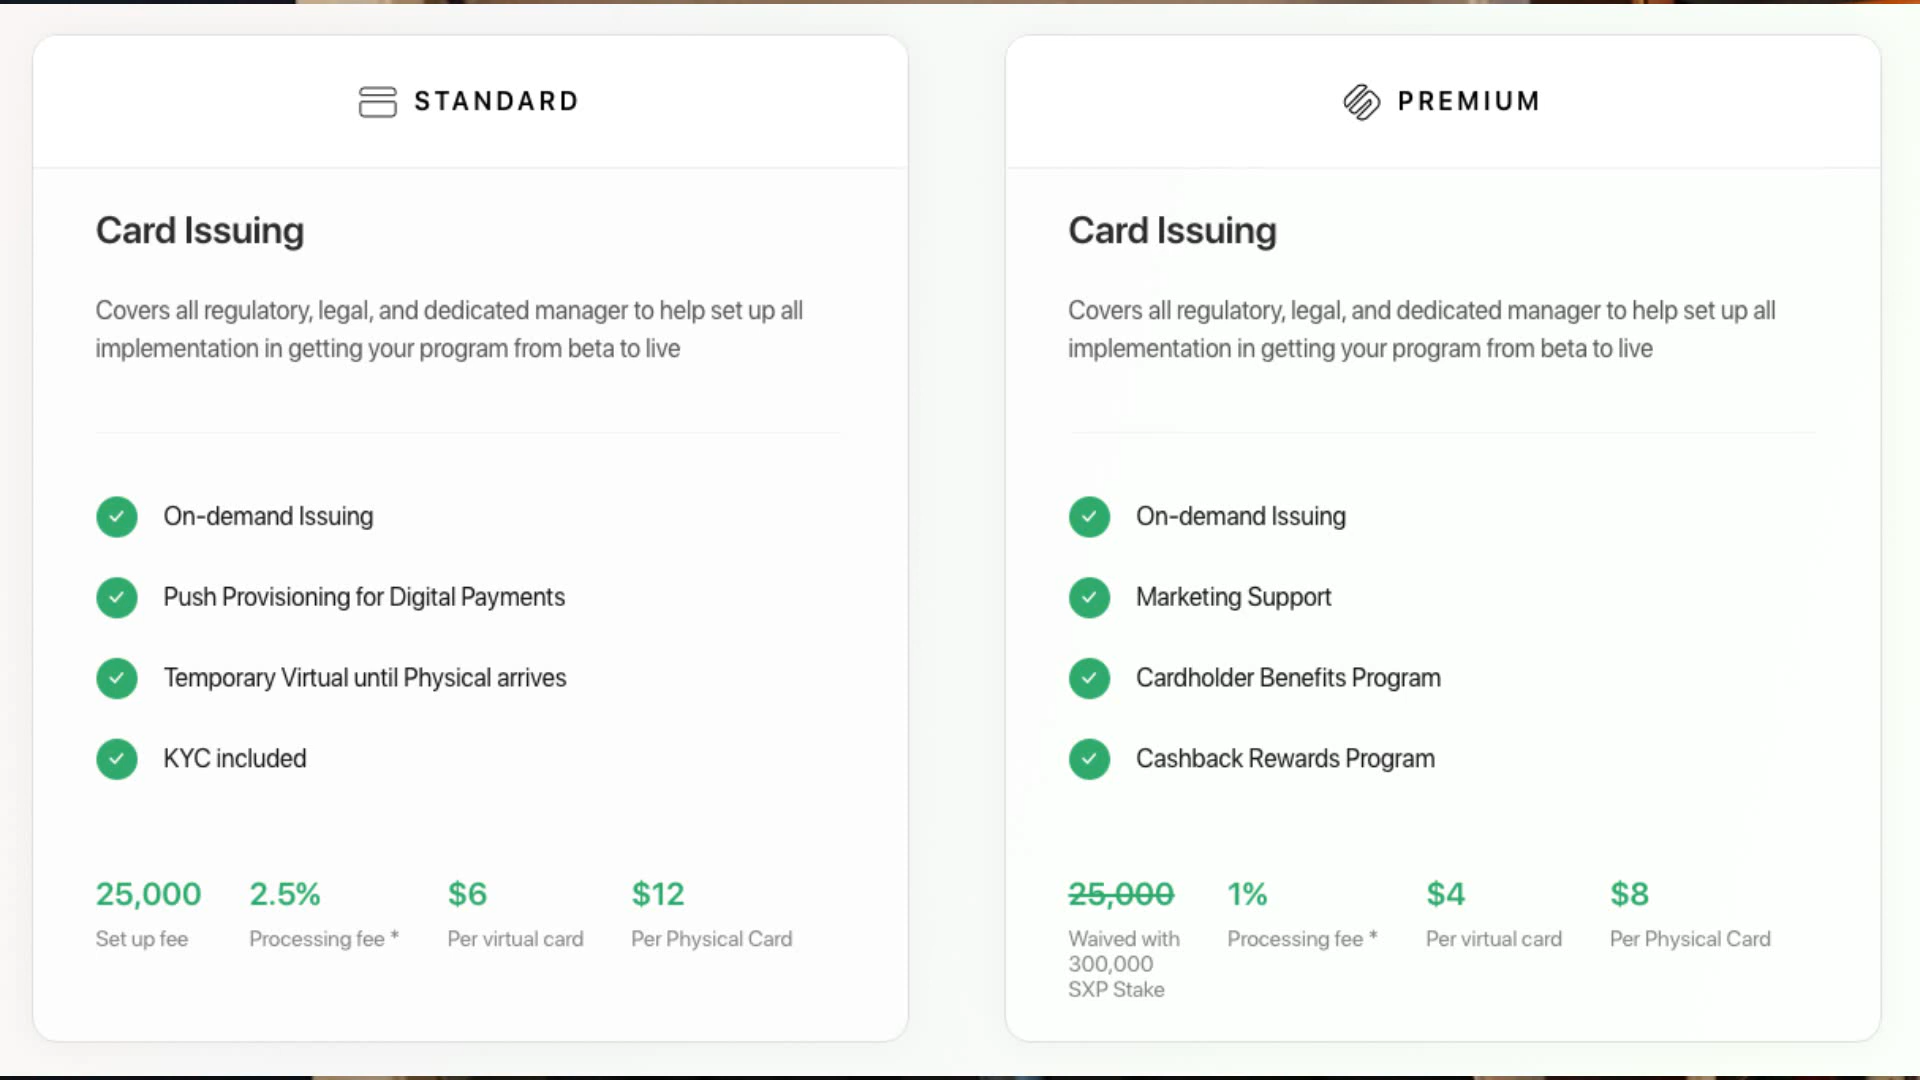 STANDARD
Card Issuing
Covers all regulatory, legal, and dedicated manager to help set up all
implementation in getting your program from beta to live
On-demand Issuing
Push Provisioning for Digital Payments
Temporary Virtual until Physical arrives
KYC included
25,000 2.5% $6 $12
Set up fee Processing fee * Per virtual card Per Physical Card
PREMIUM
Card Issuing
Covers all regulatory, legal, and dedicated manager to help set up all
implementation in getting your program from beta to live
On-demand Issuing
Marketing Support
Cardholder Benefits Program
Cashback Rewards Program
25,000 1% $4 $8
Waived with Processing fee * Per virtual card Per Physical Card
300,000
SXP Stake